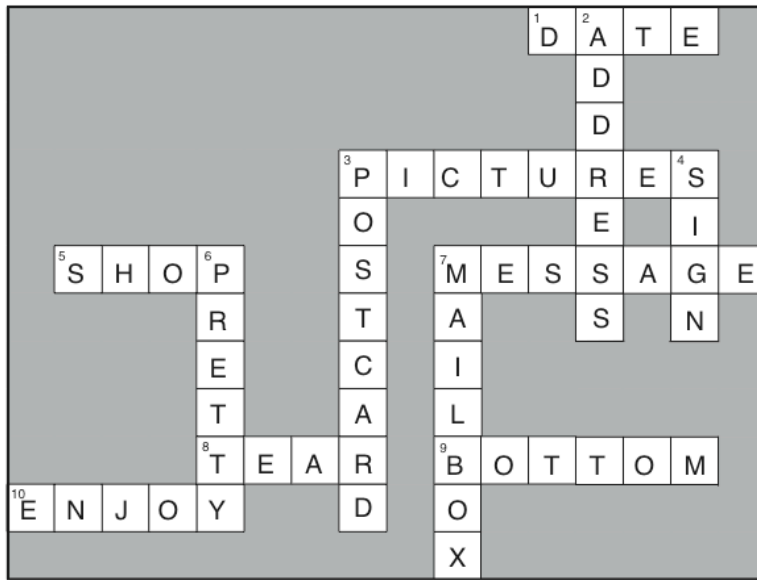 1 D 2 A T E
D
D
3 P I C T U R E 4 S
O E I
5 S H O 6 P S 7 M E S S A G E
R T A S N
E C I
T A L
8 T E A R 9 B O T T O M
10 E N J O Y D O
X